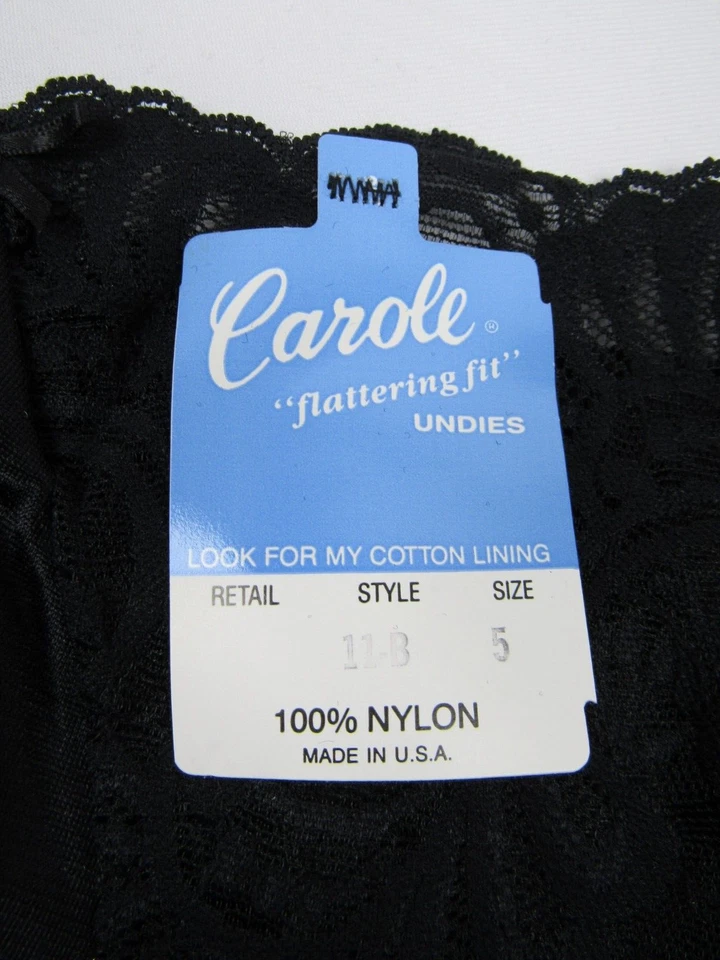 Carole ®
“flattering fit”
UNDIES
LOOK FOR MY COTTON LINING
RETAIL STYLE SIZE
11-B 5
100% NYLON
MADE IN U.S.A.